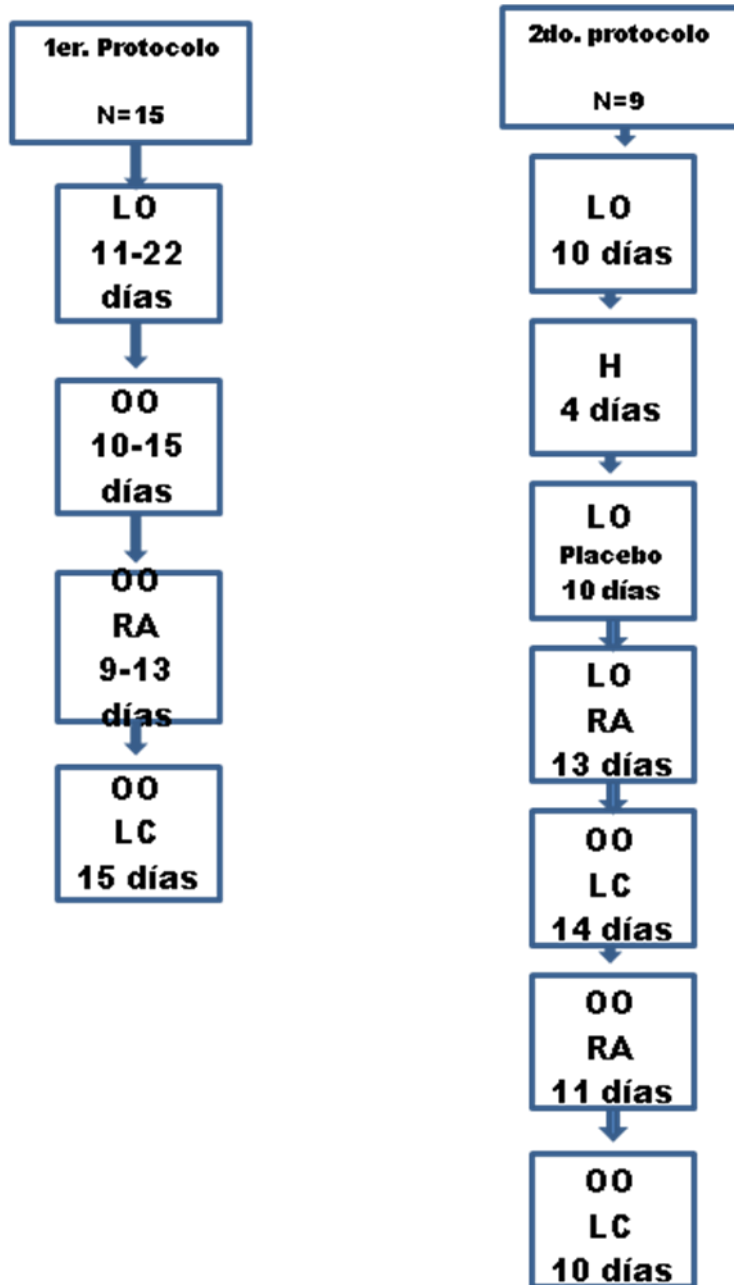 1er. Protocolo
N=15
LO
11-22
días
OO
10-15
días
OO
RA
9-13
días
OO
LC
15 días
2do. protocolo
N=9
LO
10 días
H
4 días
LO
Placebo
10 días
LO
RA
13 días
OO
LC
14 días
OO
RA
11 días
OO
LC
10 días